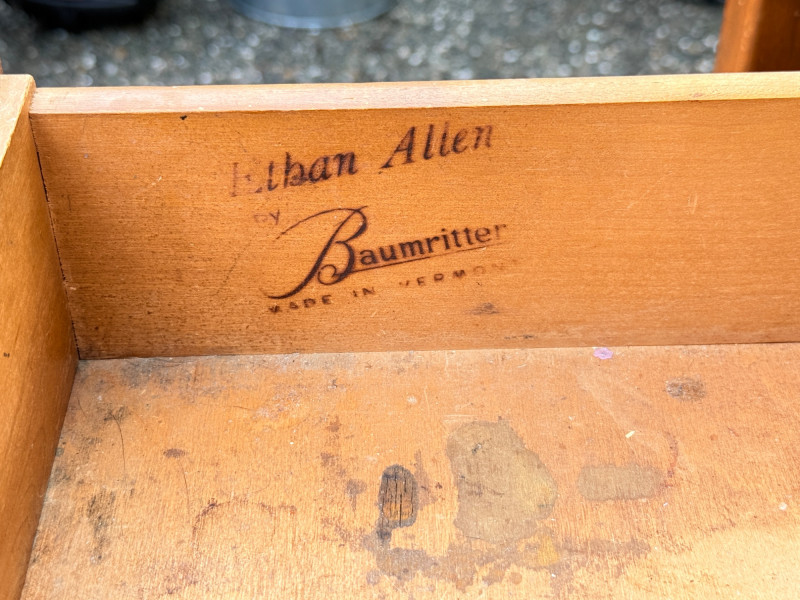 Ethan Allen
by
Baumritter
MADE IN VERMONT